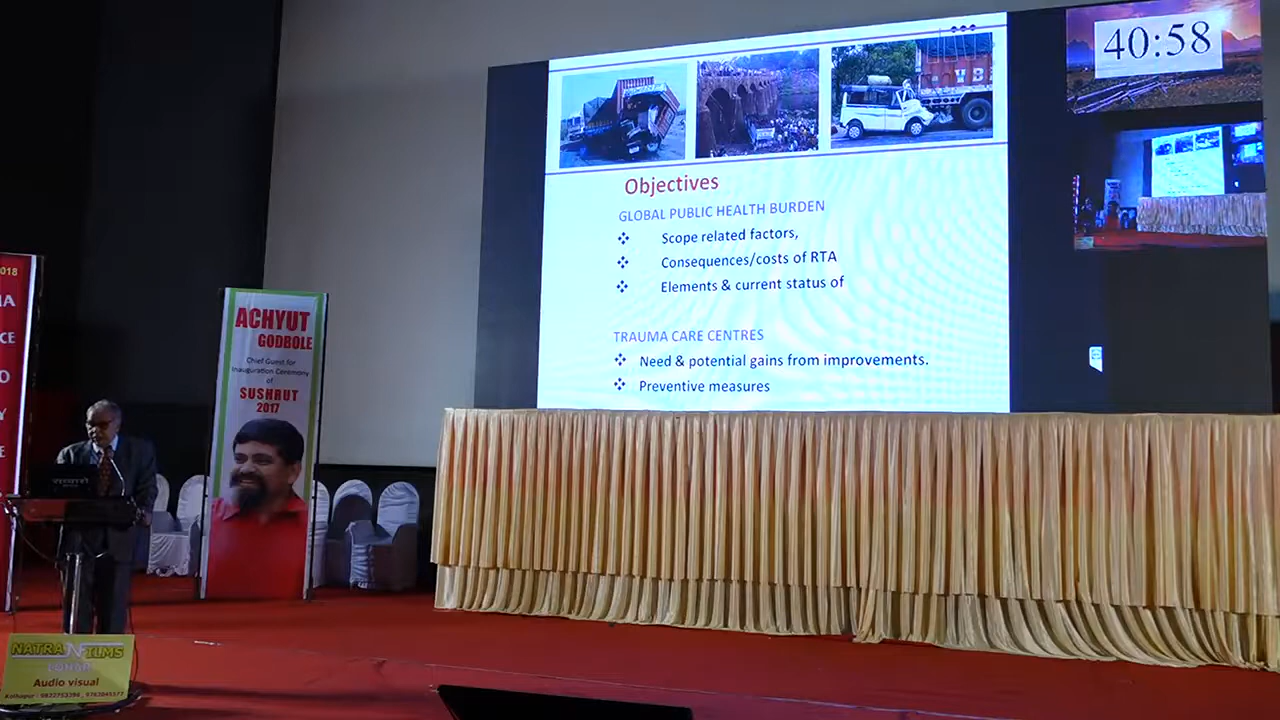 40:58
Objectives
GLOBAL PUBLIC HEALTH BURDEN
Scope related factors,
Consequences/costs of RTA
Elements & current status of
TRAUMA CARE CENTRES
Need & potential gains from improvements.
Preventive measures
ACHYUT
GODBOLE
Chief Guest for
Inauguration Ceremony
of
SUSHRUT
2017
NATRA NF ILMS
Audio visual